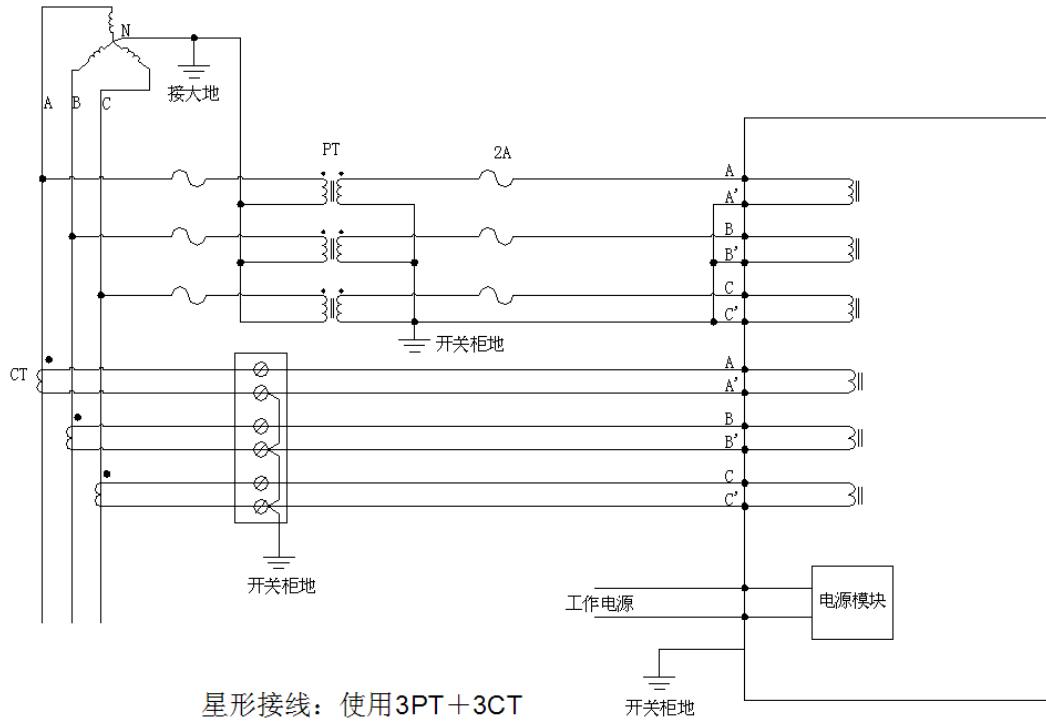 N
接大地
A B C
PT
2A
A
A'
B
B'
C
C'
开关柜地
CT
A
A'
B
B'
C
C'
开关柜地
工作电源
电源模块
开关柜地
星形接线：使用3PT＋3CT